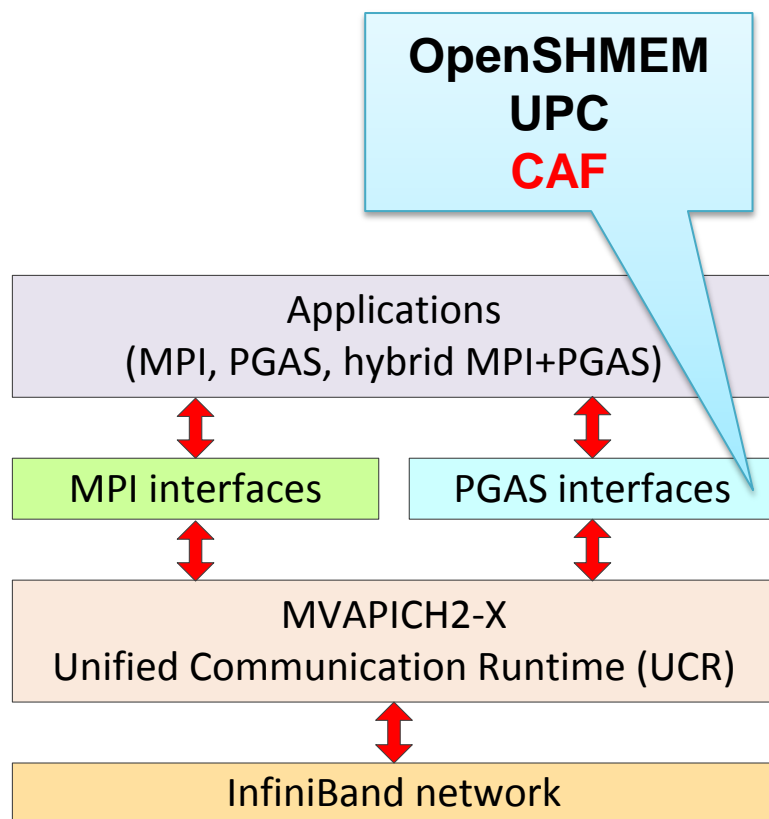 OpenSHMEM
UPC
CAF
Applications
(MPI, PGAS, hybrid MPI+PGAS)
MPI interfaces
PGAS interfaces
MVAPICH2-X
Unified Communication Runtime (UCR)
InfiniBand network